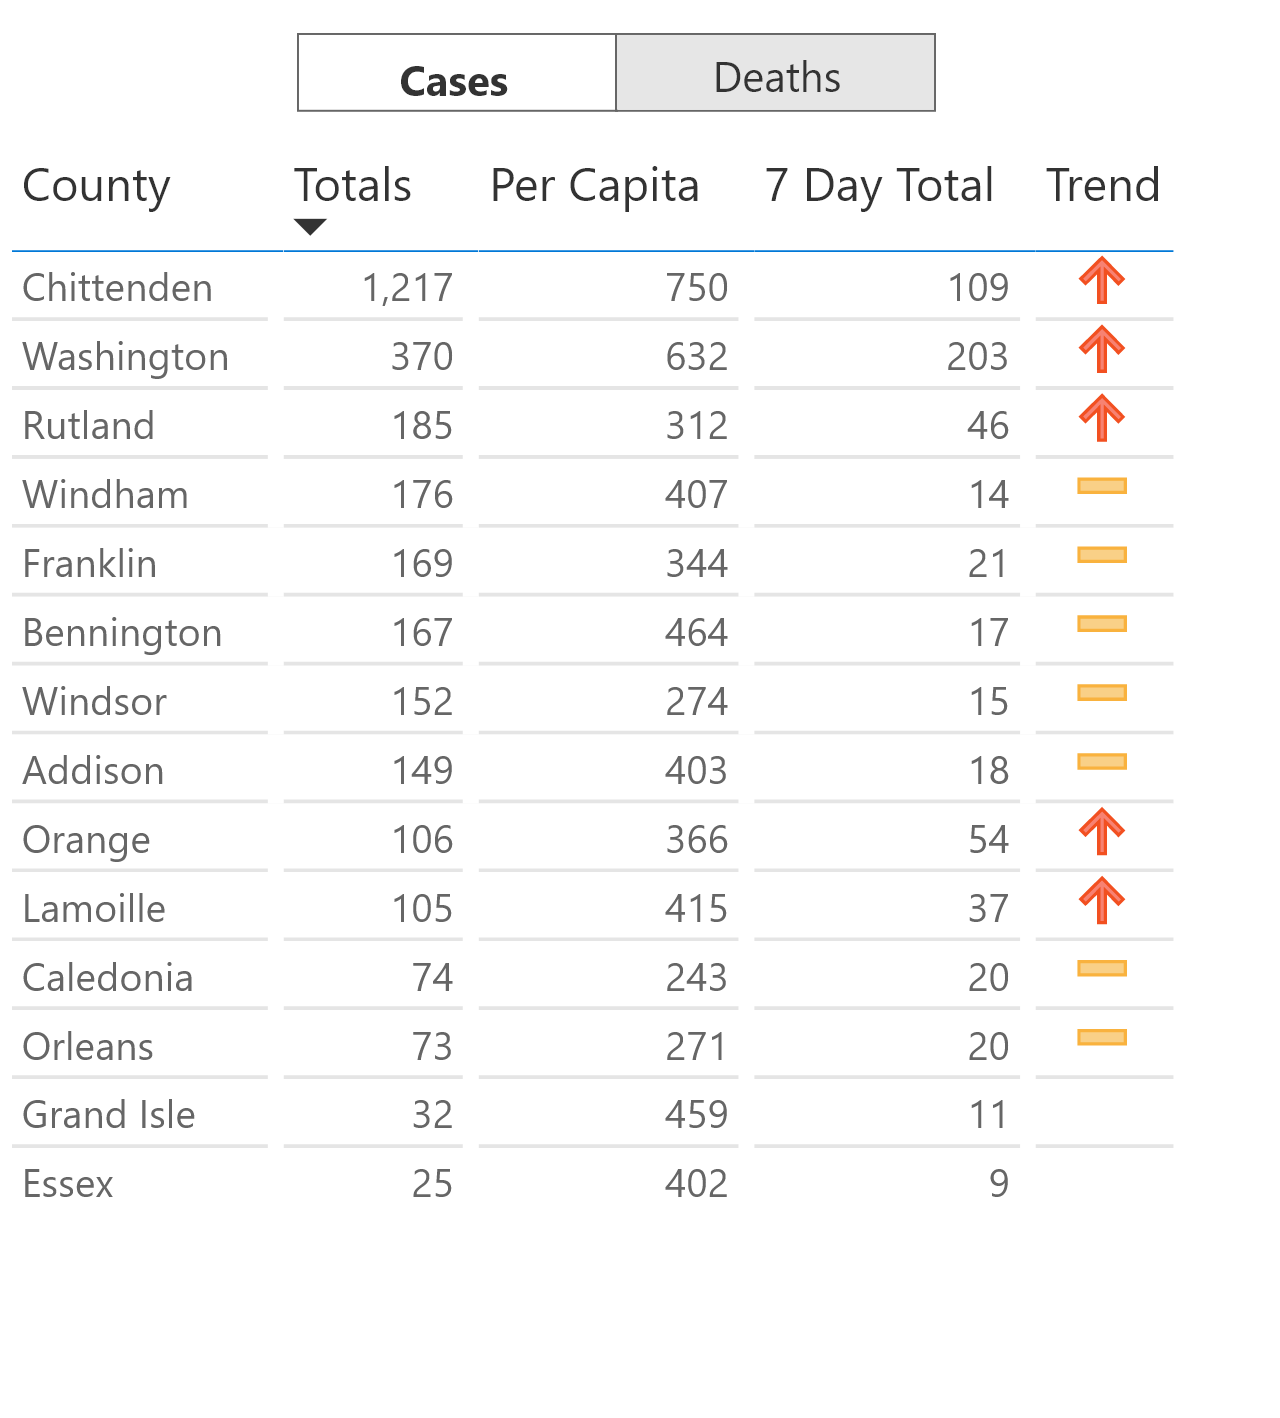 Cases Deaths
County Totals Per Capita 7 Day Total Trend
Chittenden 1,217 750 109
Washington 370 632 203
Rutland 185 312 46
Windham 176 407 14
Franklin 169 344 21
Bennington 167 464 17
Windsor 152 274 15
Addison 149 403 18
Orange 106 366 54
Lamoille 105 415 37
Caledonia 74 243 20
Orleans 73 271 20
Grand Isle 32 459 11
Essex 25 402 9